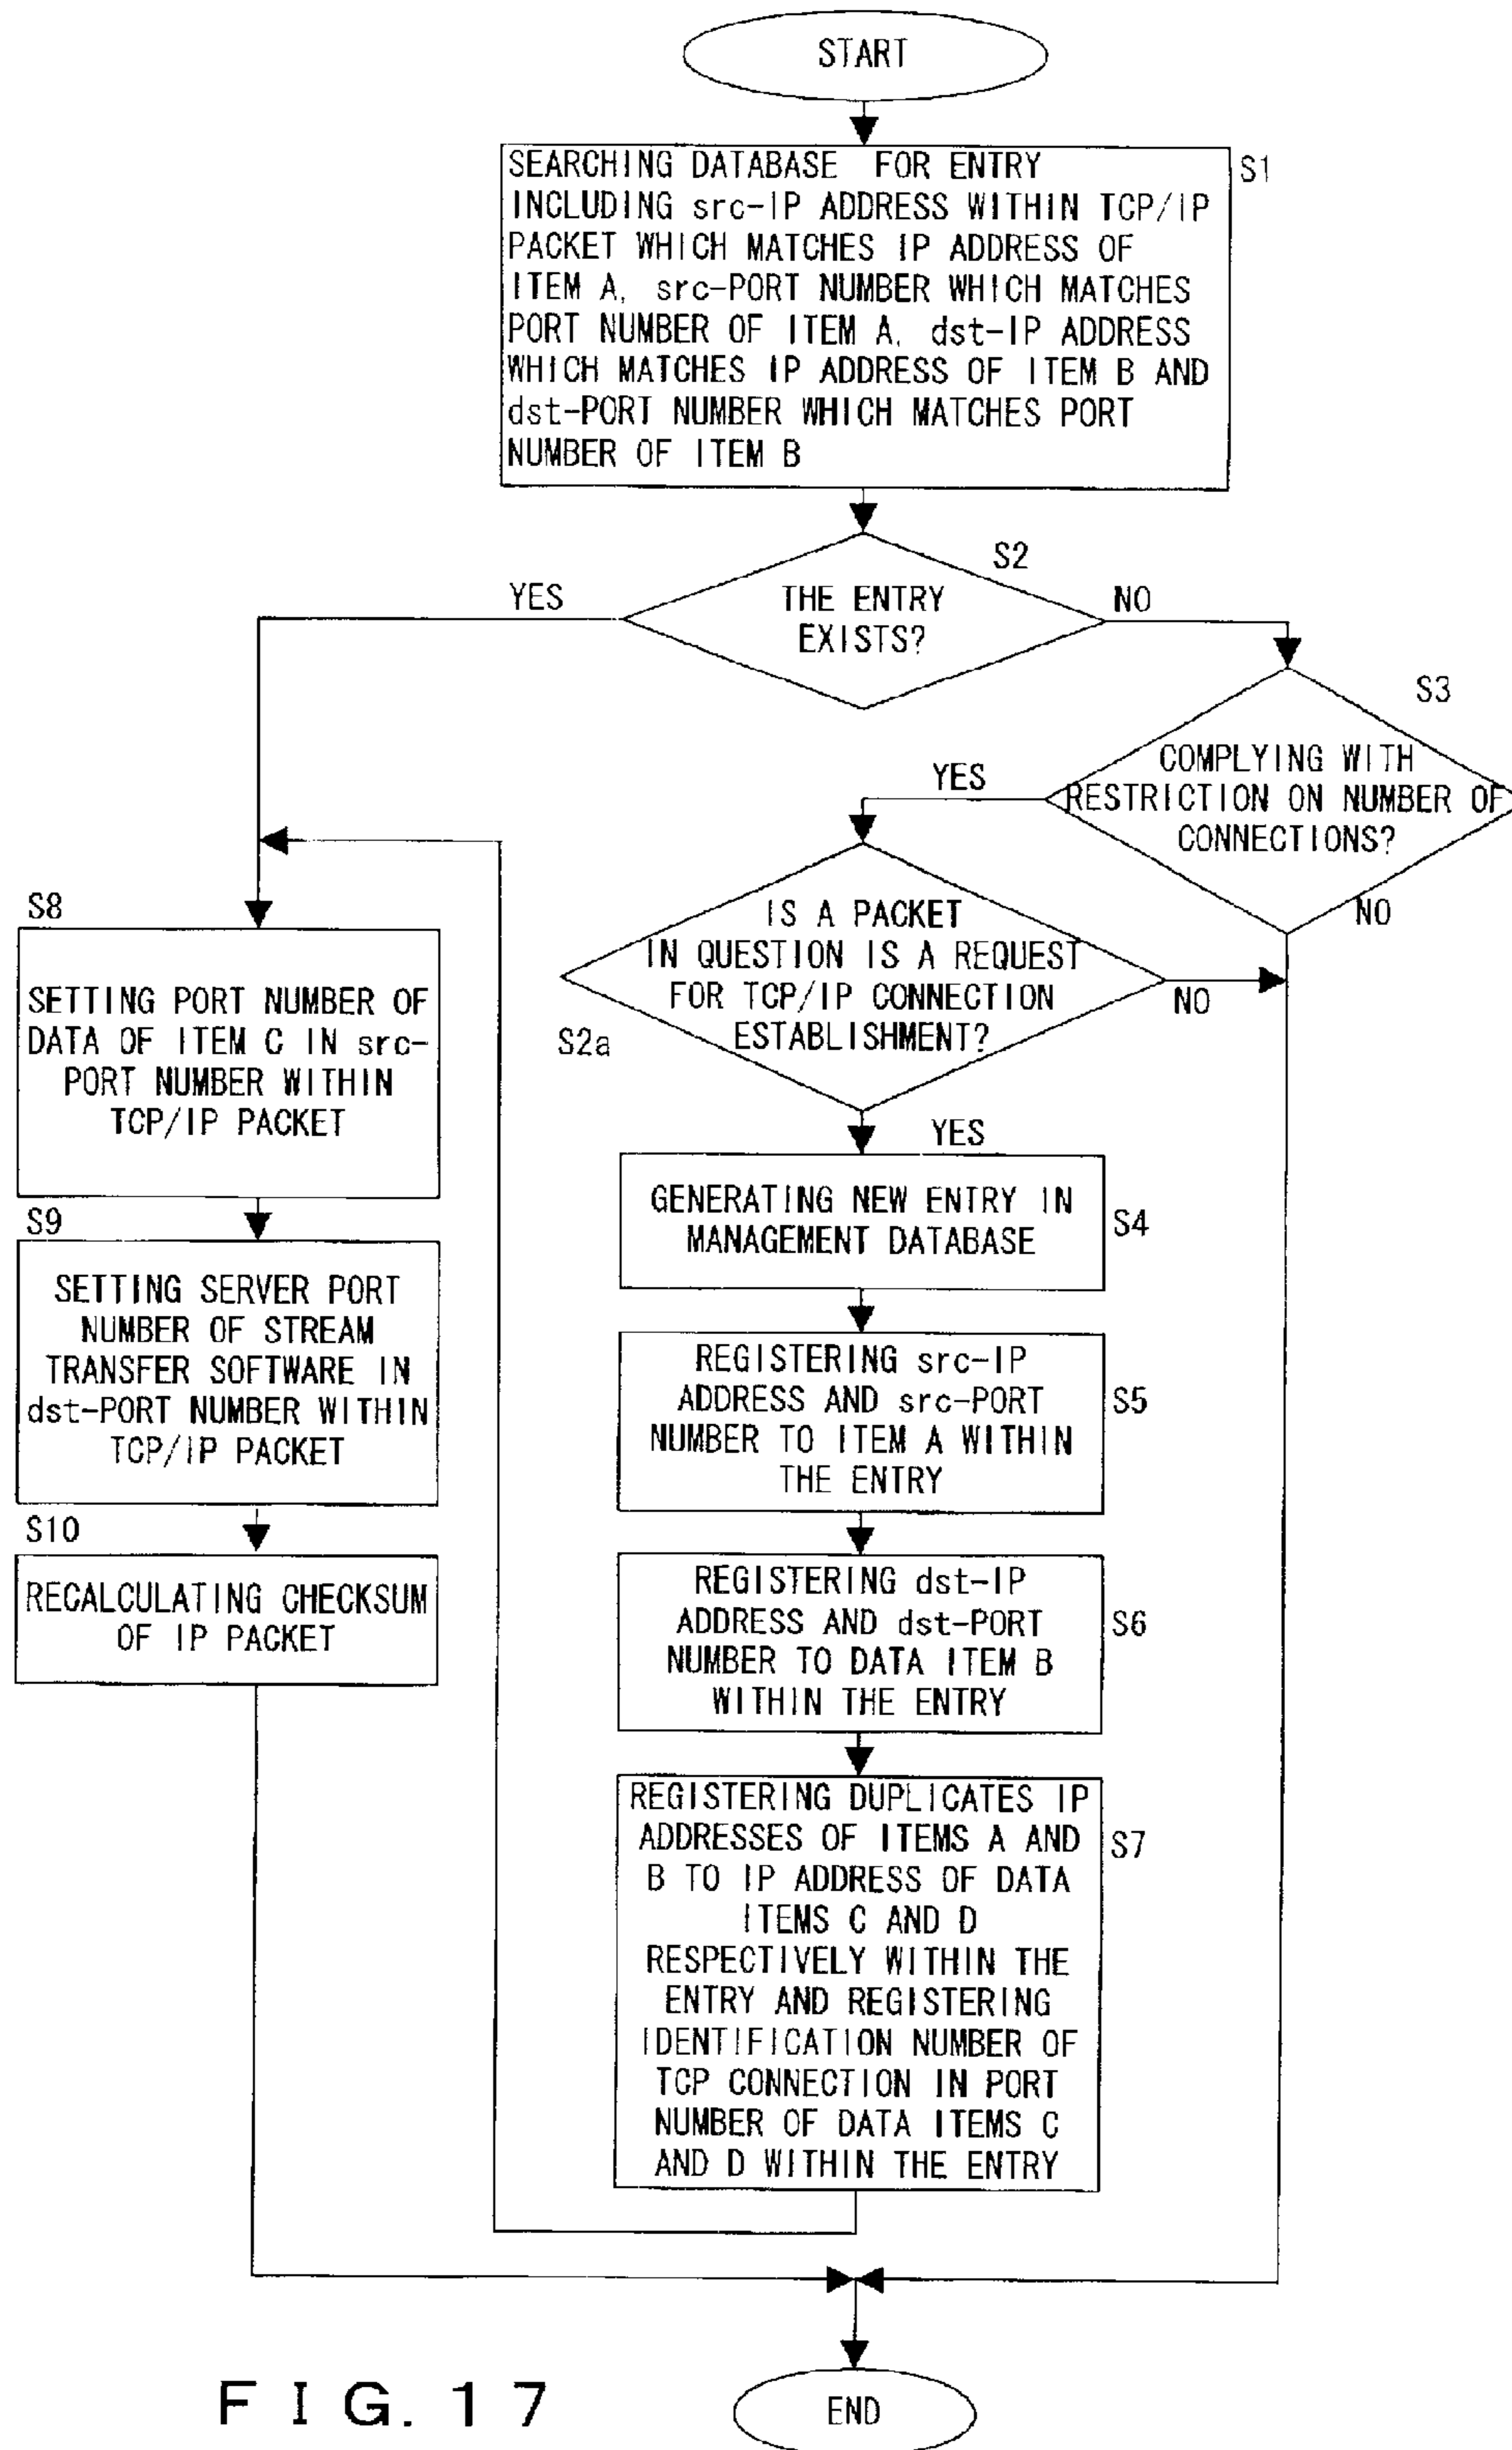 START
SEARCHING DATABASE FOR ENTRY
INCLUDING src-IP ADDRESS WITHIN TCP/IP
PACKET WHICH MATCHES IP ADDRESS OF
ITEM A, src-PORT NUMBER WHICH MATCHES
PORT NUMBER OF ITEM A, dst-IP ADDRESS
WHICH MATCHES IP ADDRESS OF ITEM B AND
dst-PORT NUMBER WHICH MATCHES PORT
NUMBER OF ITEM B
S1
S2
THE ENTRY
EXISTS?
YES
NO
S3
COMPLYING WITH
RESTRICTION ON NUMBER OF
CONNECTIONS?
YES
NO
IS A PACKET
IN QUESTION IS A REQUEST
FOR TCP/IP CONNECTION
ESTABLISHMENT?
S2a
NO
YES
S8
SETTING PORT NUMBER OF
DATA OF ITEM C IN src-
PORT NUMBER WITHIN
TCP/IP PACKET
S9
SETTING SERVER PORT
NUMBER OF STREAM
TRANSFER SOFTWARE IN
dst-PORT NUMBER WITHIN
TCP/IP PACKET
S10
RECALCULATING CHECKSUM
OF IP PACKET
GENERATING NEW ENTRY IN
MANAGEMENT DATABASE
S4
REGISTERING src-IP
ADDRESS AND src-PORT
NUMBER TO ITEM A WITHIN
THE ENTRY
S5
REGISTERING dst-IP
ADDRESS AND dst-PORT
NUMBER TO DATA ITEM B
WITHIN THE ENTRY
S6
REGISTERING DUPLICATES IP
ADDRESSES OF ITEMS A AND
B TO IP ADDRESS OF DATA
ITEMS C AND D
RESPECTIVELY WITHIN THE
ENTRY AND REGISTERING
IDENTIFICATION NUMBER OF
TCP CONNECTION IN PORT
NUMBER OF DATA ITEMS C
AND D WITHIN THE ENTRY
S7
END
FIG. 17